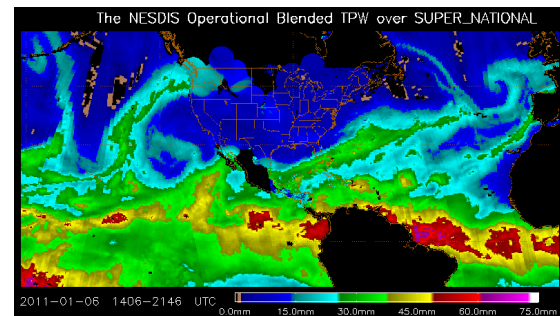 The NESDIS Operational Blended TPW over SUPER_NATIONAL
2011-01-06 1406-2146 UTC
0.0mm 15.0mm 30.0mm 45.0mm 60.0mm 75.0mm